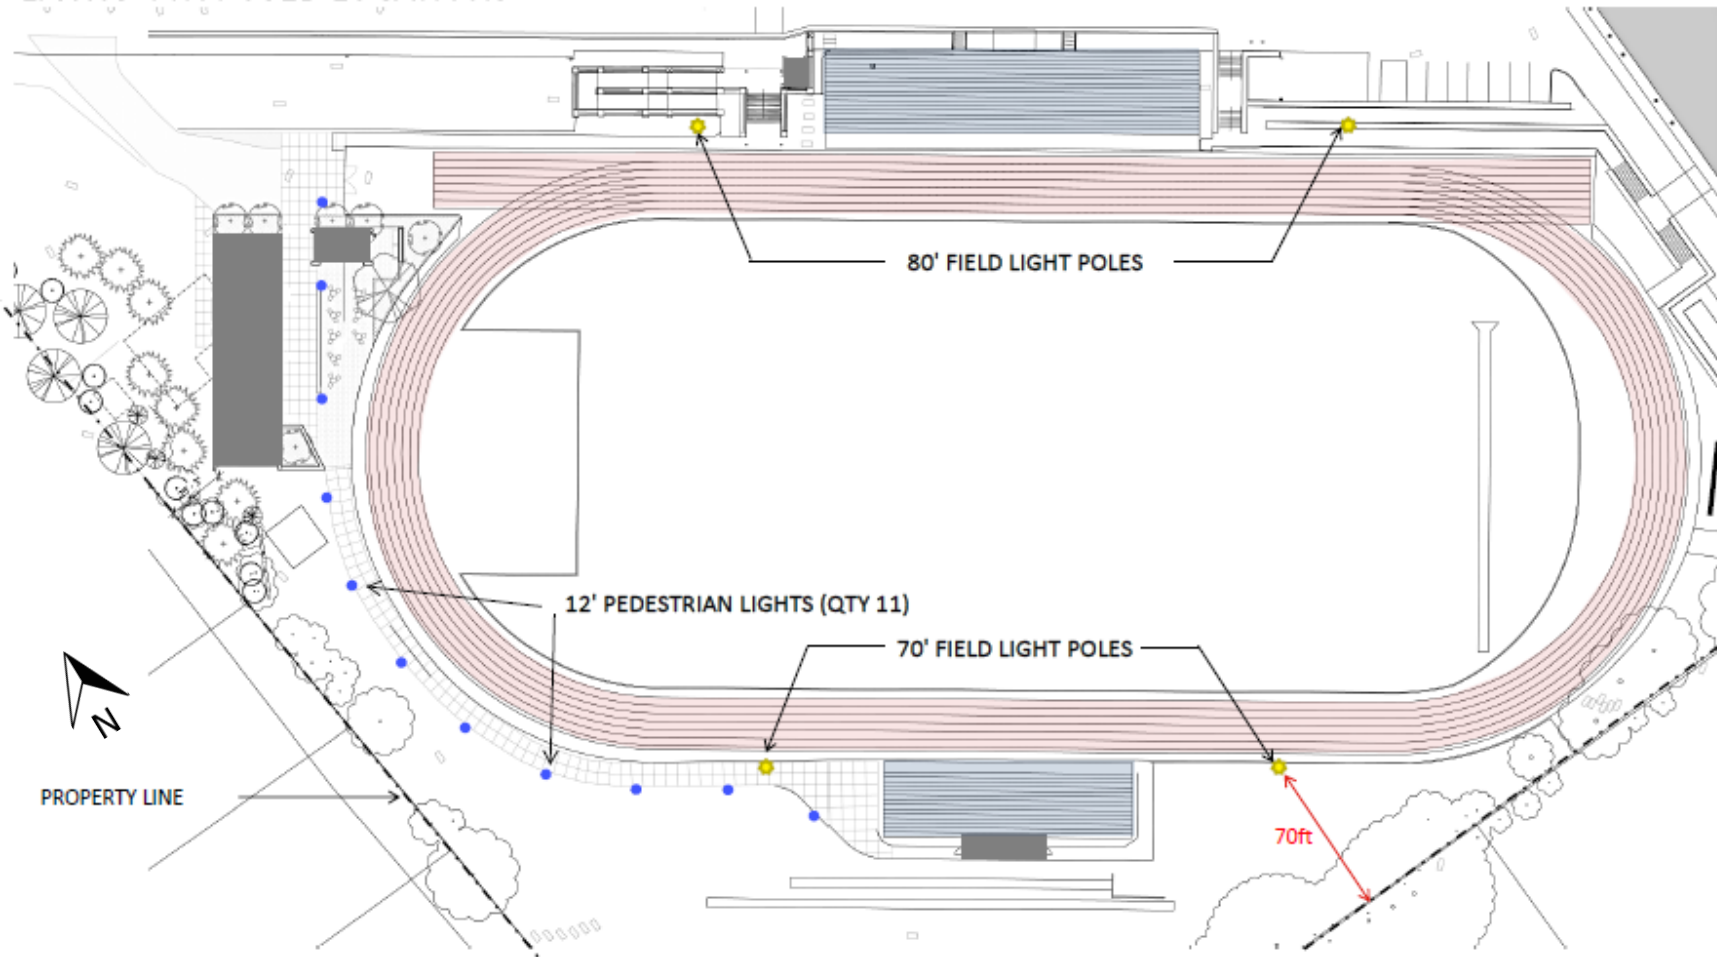 80' FIELD LIGHT POLES
12' PEDESTRIAN LIGHTS (QTY 11)
70' FIELD LIGHT POLES
N
PROPERTY LINE
70ft